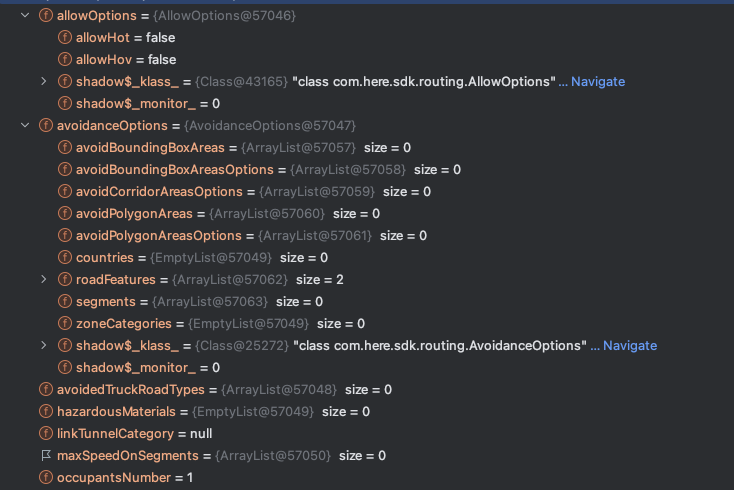 allowOptions = {AllowOptions@57046}
allowHot = false
allowHov = false
shadow$_klass_ = {Class@43165} "class com.here.sdk.routing.AllowOptions" ... Navigate
shadow$_monitor_ = 0
avoidanceOptions = {AvoidanceOptions@57047}
avoidBoundingBoxAreas = {ArrayList@57057} size = 0
avoidBoundingBoxAreasOptions = {ArrayList@57058} size = 0
avoidCorridorAreasOptions = {ArrayList@57059} size = 0
avoidPolygonAreas = {ArrayList@57060} size = 0
avoidPolygonAreasOptions = {ArrayList@57061} size = 0
countries = {EmptyList@57049} size = 0
roadFeatures = {ArrayList@57062} size = 2
segments = {ArrayList@57063} size = 0
zoneCategories = {EmptyList@57049} size = 0
shadow$_klass_ = {Class@25272} "class com.here.sdk.routing.AvoidanceOptions" ... Navigate
shadow$_monitor_ = 0
avoidedTruckRoadTypes = {ArrayList@57048} size = 0
hazardousMaterials = {EmptyList@57049} size = 0
linkTunnelCategory = null
maxSpeedOnSegments = {ArrayList@57050} size = 0
occupantsNumber = 1